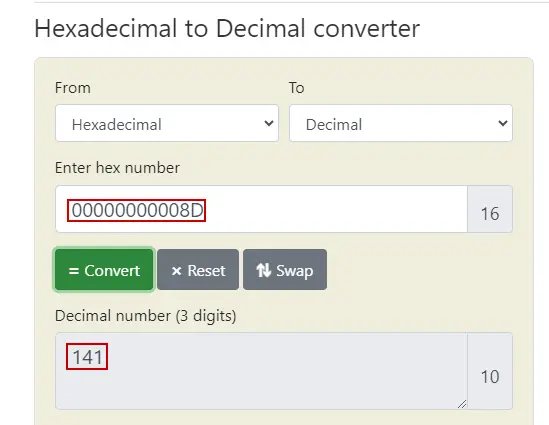 Hexadecimal to Decimal converter
From To
Hexadecimal Decimal
Enter hex number
00000000008D 16
= Convert × Reset ⇅ Swap
Decimal number (3 digits)
141
10